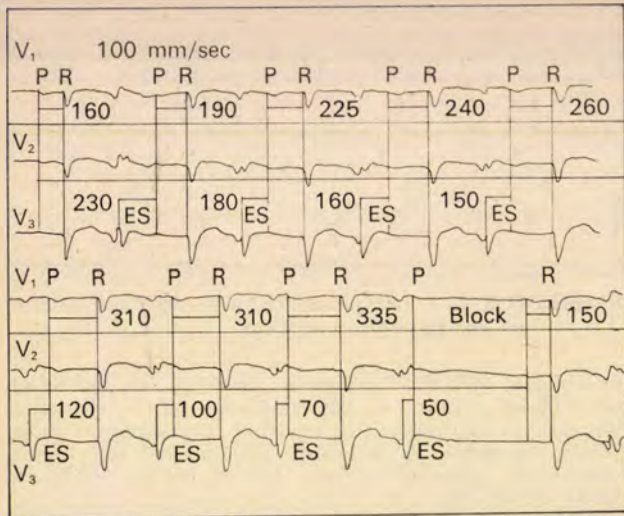 V₁ 100 mm/sec
P R P R P R P R P R
160 190 225 240 260
V₂
230 180 160 150
V₃ ES ES ES ES
V₁ P R P R P R P R
310 310 335 Block 150
V₂
120 100 70 50
ES ES ES ES
V₃